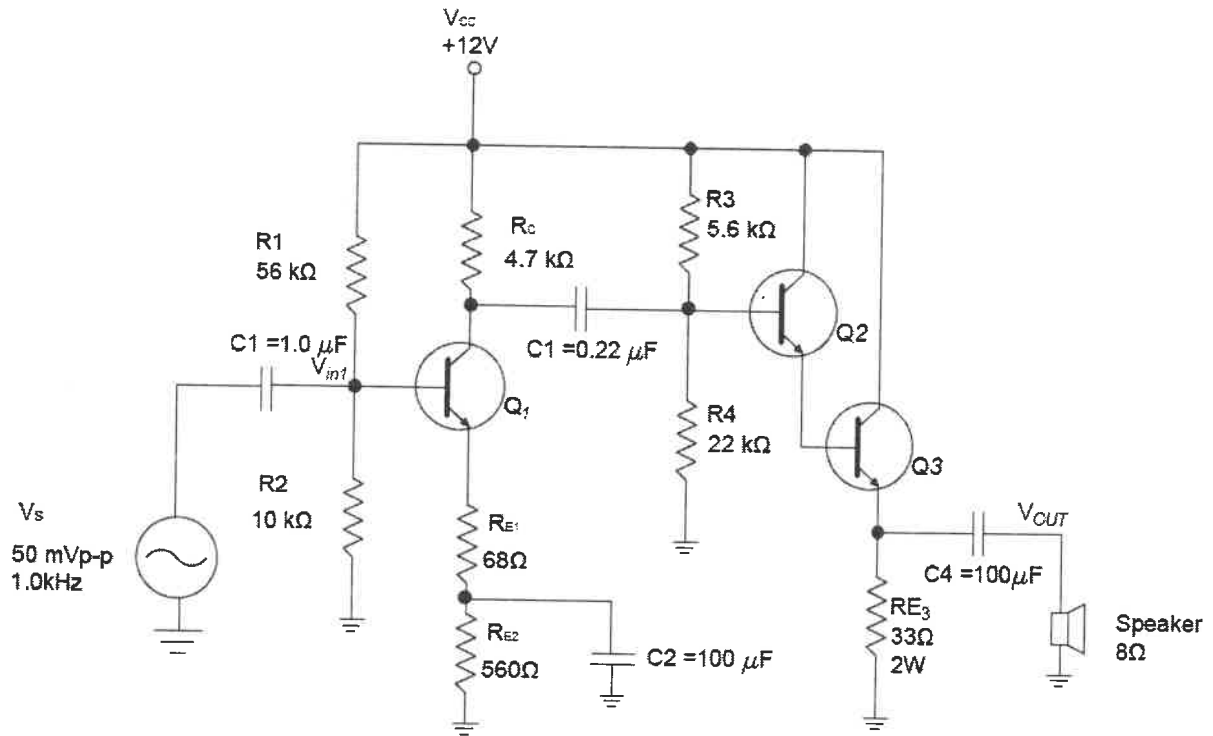 Vcc
+12V
R1
56 kΩ
Rc
4.7 kΩ
R3
5.6 kΩ
C1 =1.0 μF
Vin1
Q1
C1 =0.22 μF
Q2
R2
10 kΩ
R4
22 kΩ
Q3
Vs
50 mVp-p
1.0kHz
RE1
68Ω
RE2
560Ω
C2 =100 μF
VOUT
C4 =100μF
RE3
33Ω
2W
Speaker
8Ω